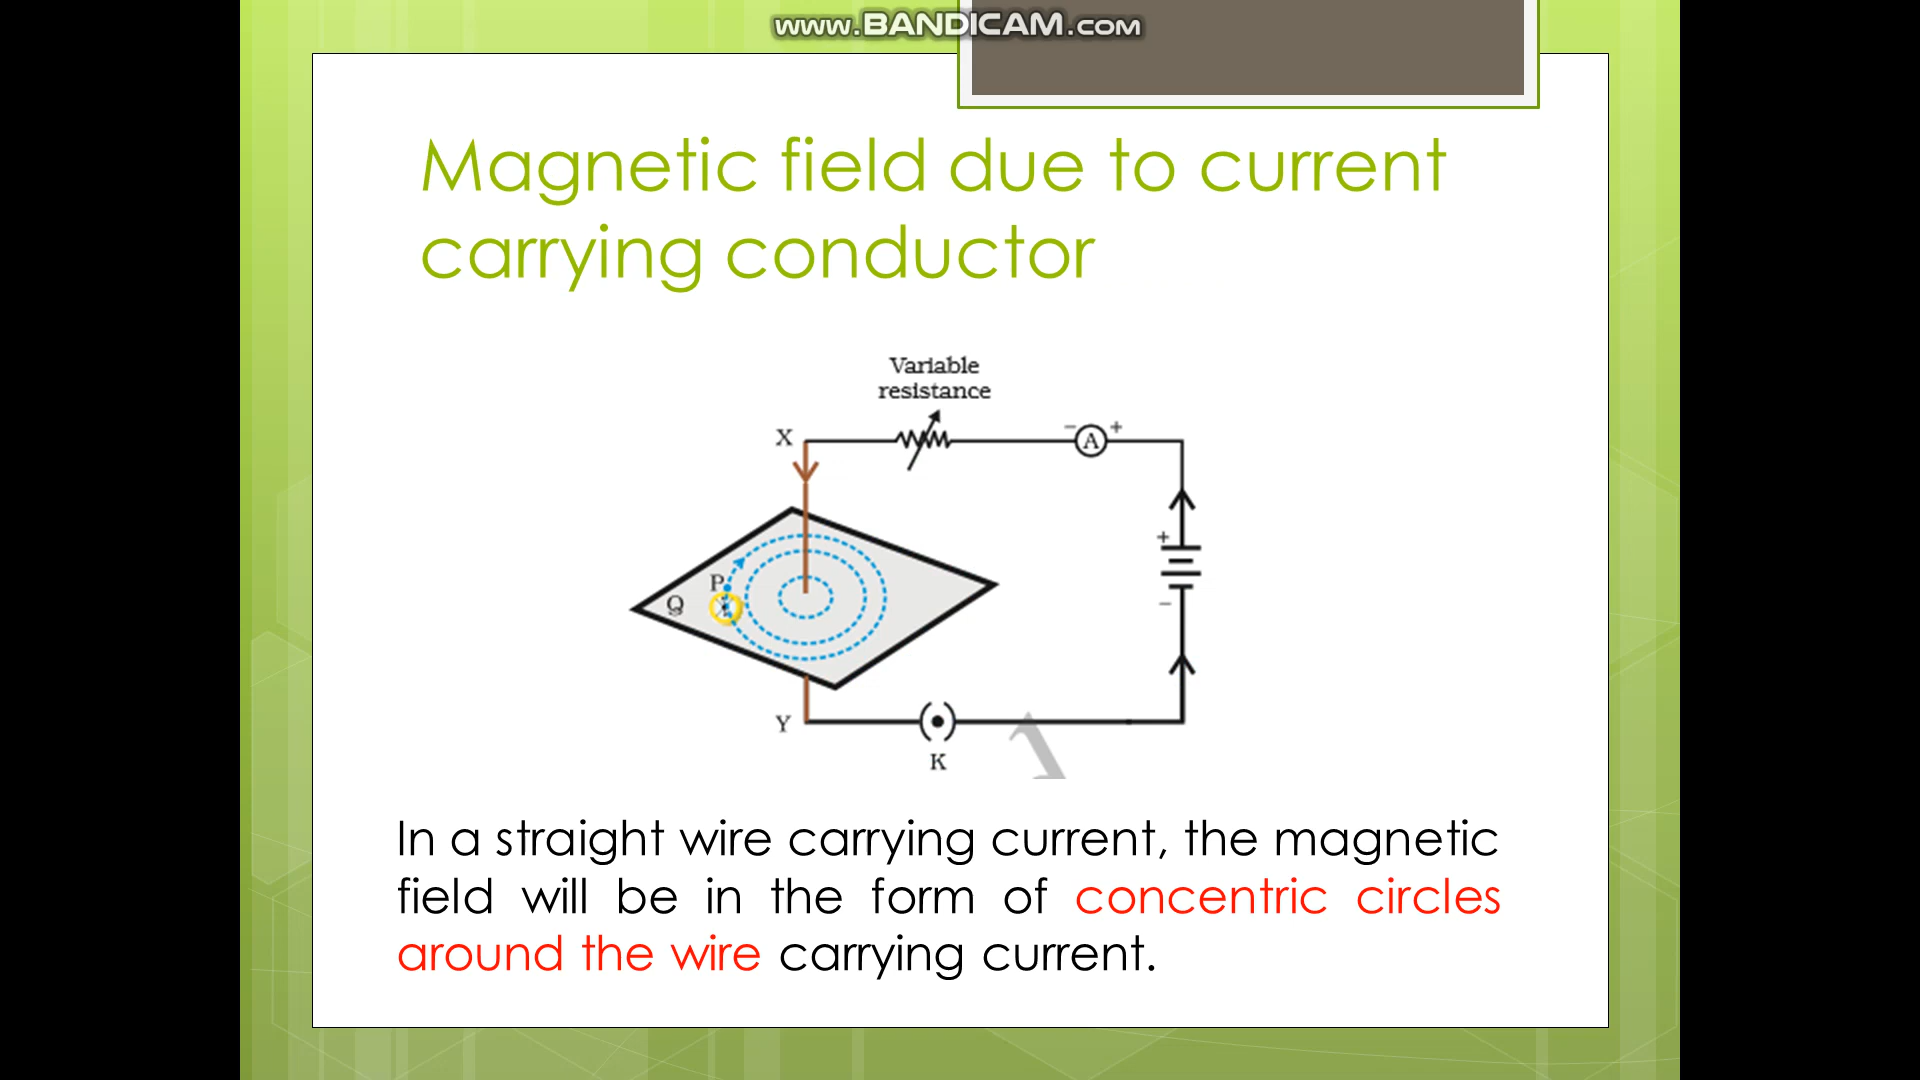 www.BANDICAM.com
Magnetic field due to current
carrying conductor
Variable
resistance
X
- A +
P
Q
+
-
Y
K
In a straight wire carrying current, the magnetic
field will be in the form of concentric circles
around the wire carrying current.